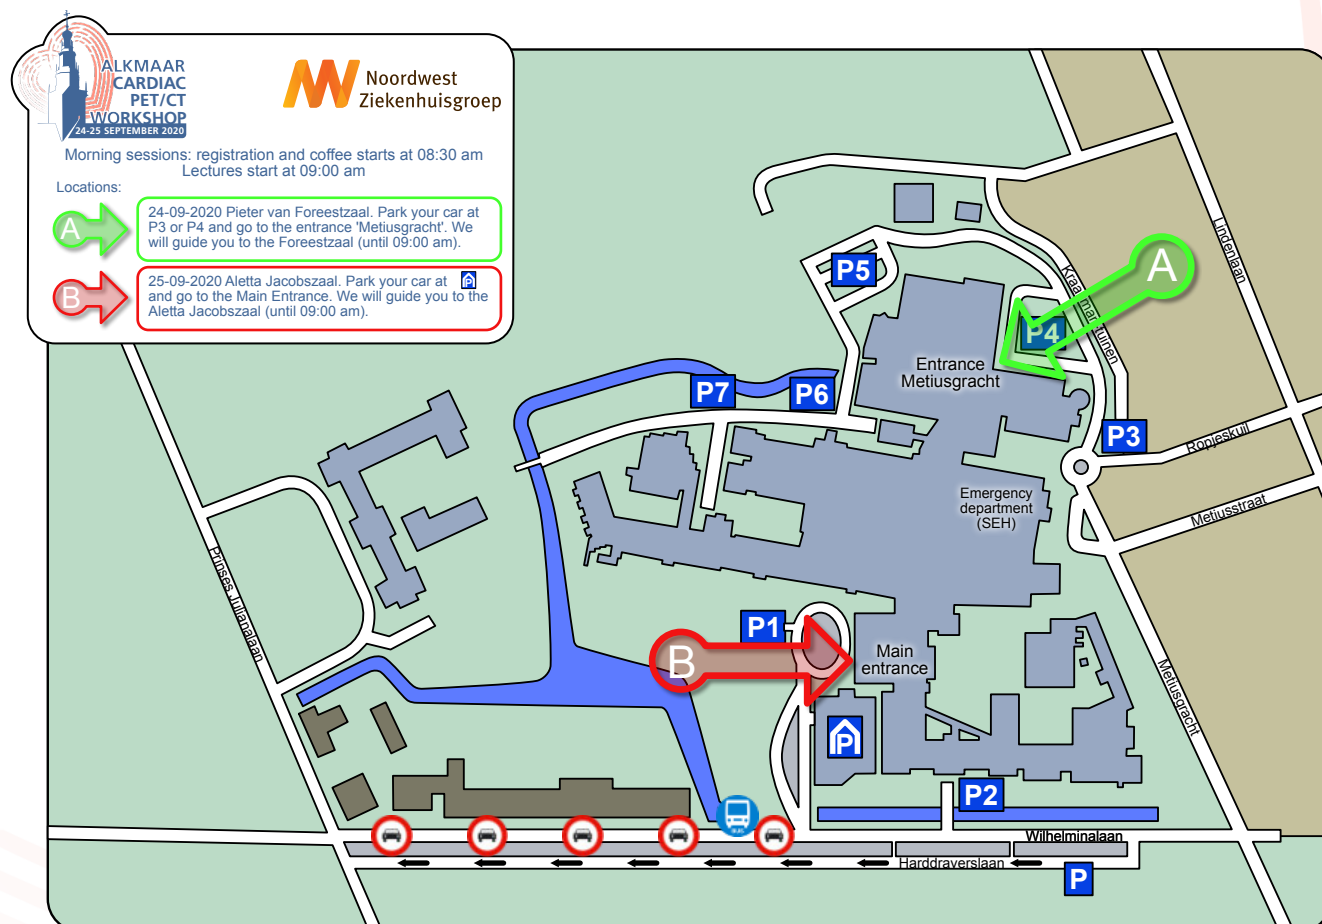 ALKMAAR
CARDIAC
PET/CT
WORKSHOP
24-25 SEPTEMBER 2020
Noordwest
Ziekenhuisgroep
Morning sessions: registration and coffee starts at 08:30 am
Lectures start at 09:00 am
Locations:
A
24-09-2020 Pieter van Foreestzaal. Park your car at
P3 or P4 and go to the entrance 'Metiusgracht'. We
will guide you to the Foreestzaal (until 09:00 am).
B
25-09-2020 Aletta Jacobszaal. Park your car at P
and go to the Main Entrance. We will guide you to the
Aletta Jacobszaal (until 09:00 am).
Lindenlaan
A
P5
P4
Entrance
Metiusgracht
P7
P6
P3
Ropjeskuil
Emergency
department
(SEH)
Metiusstraat
Prinses Julianalaan
P1
B
Main
entrance
Metiusgracht
P
P2
BUS
Wilhelminalaan
Harddraverslaan
P